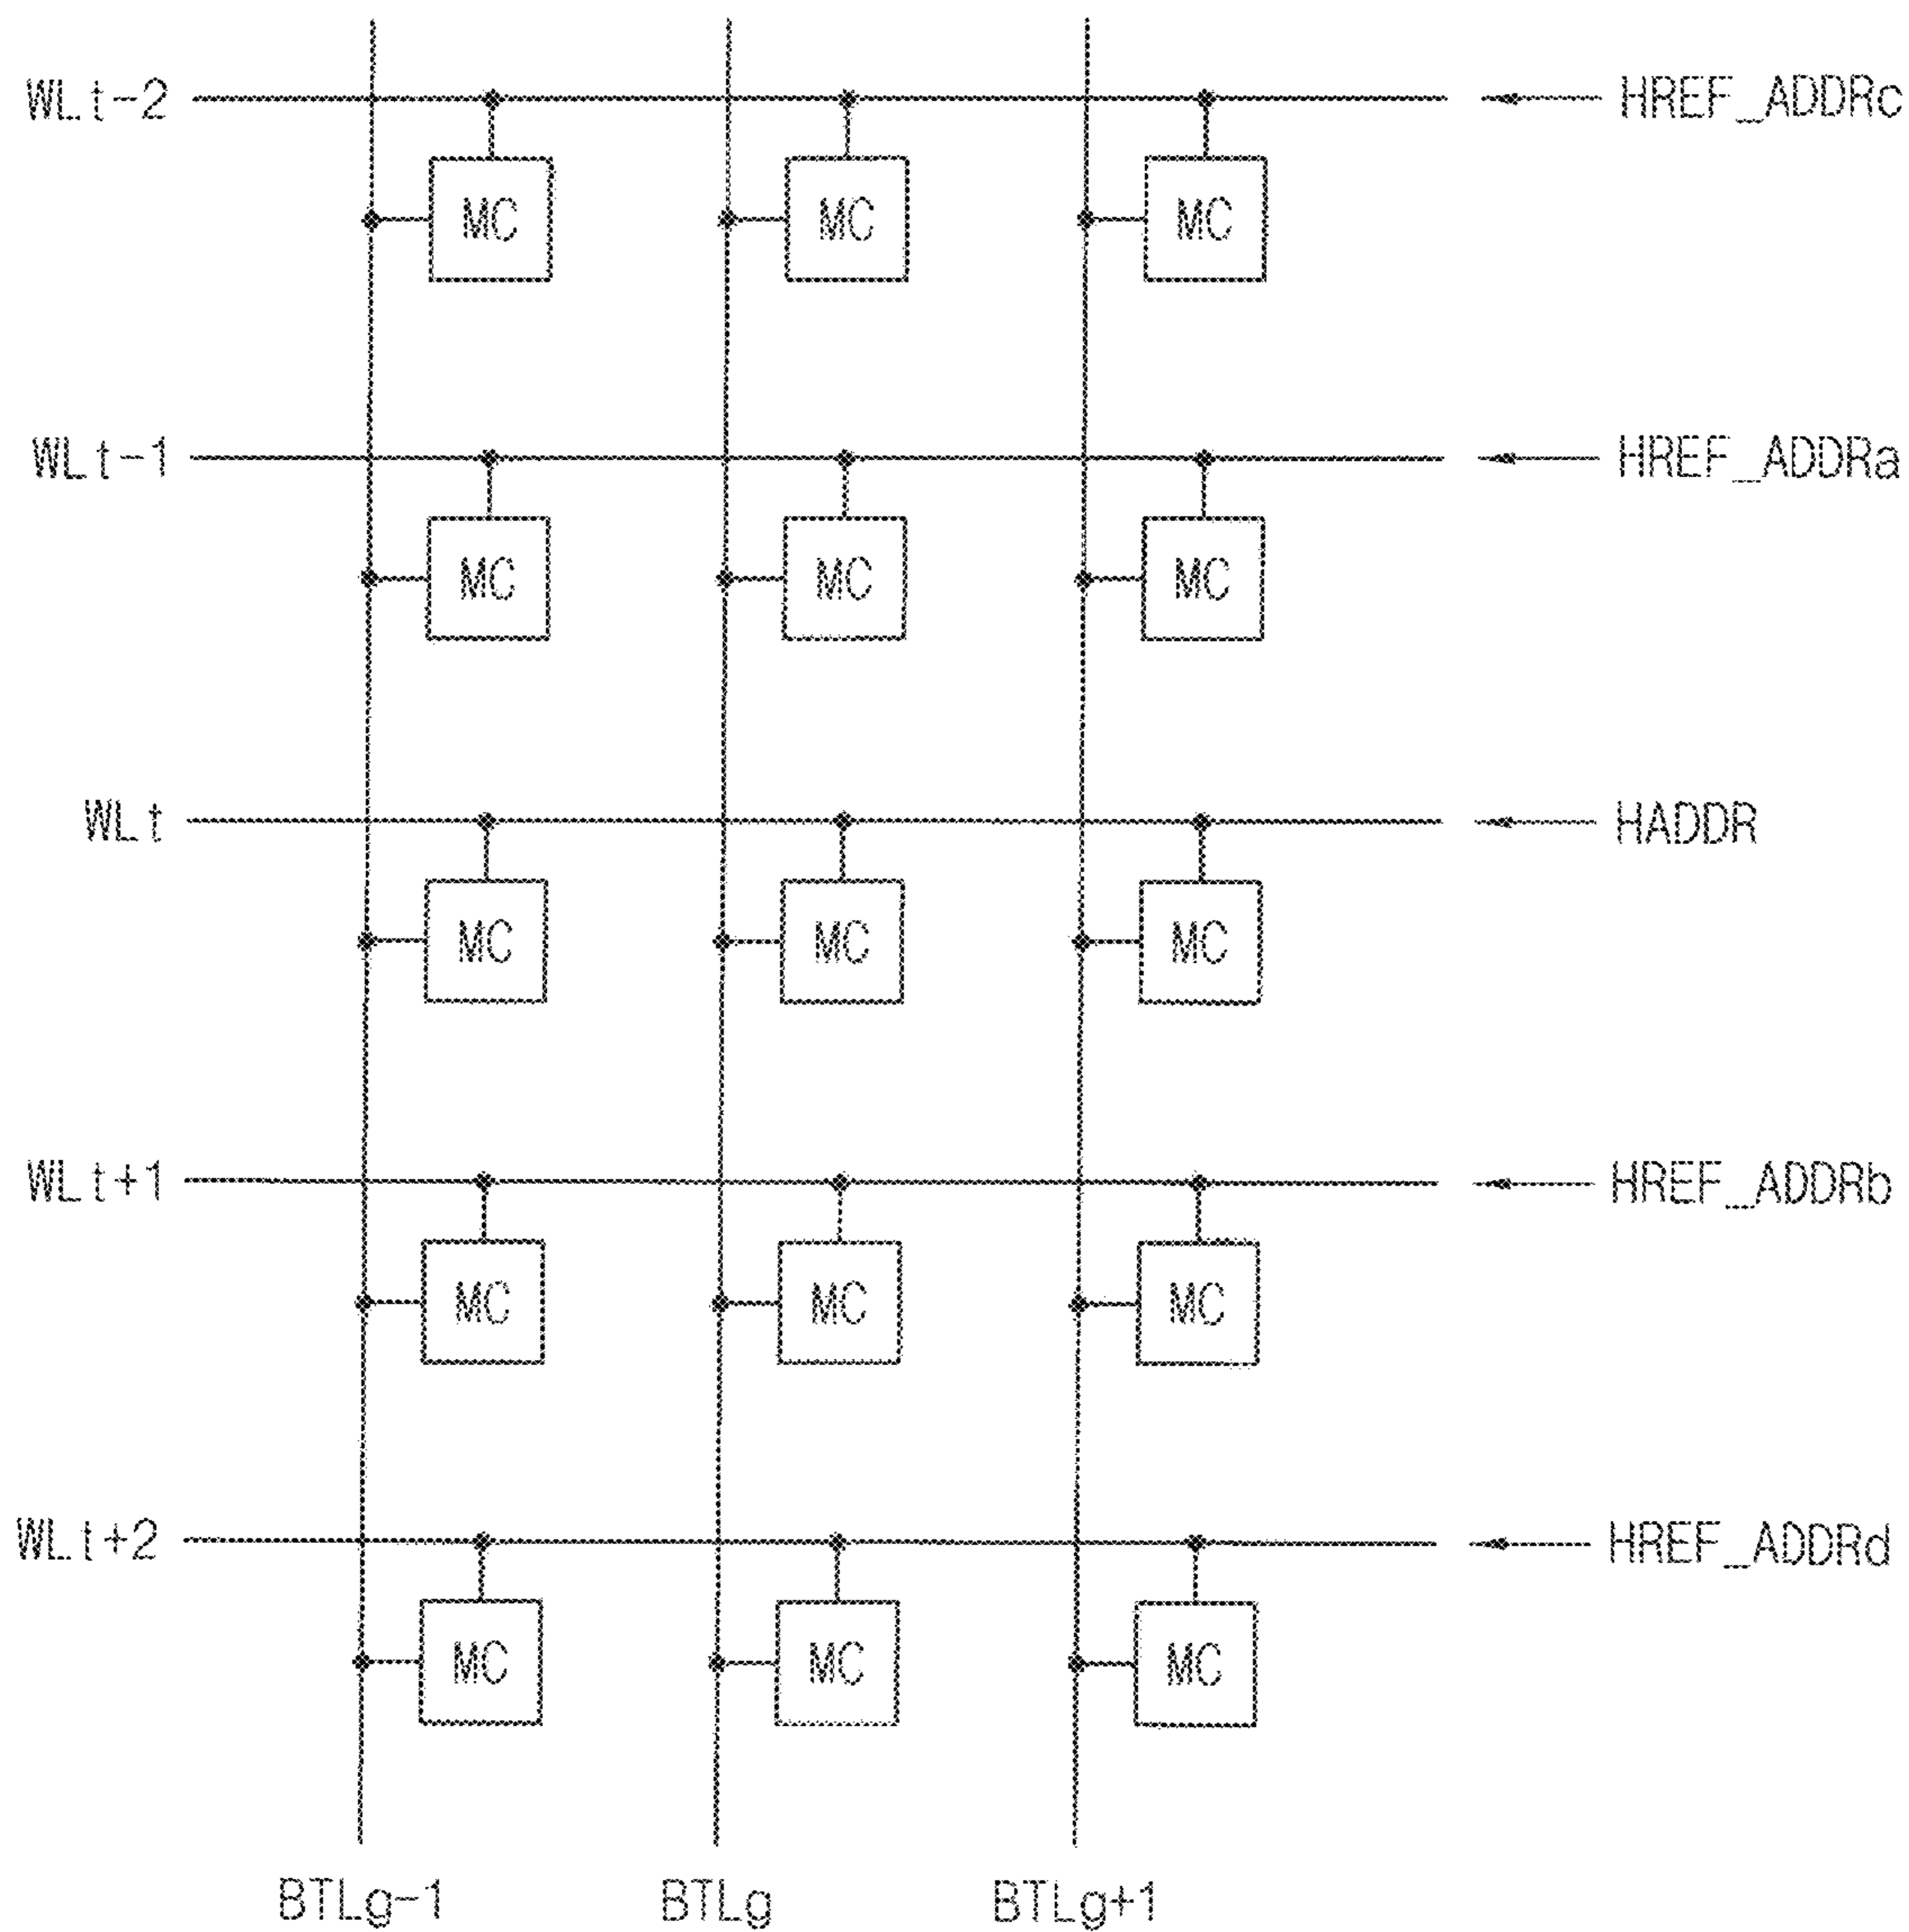 WLt-2 HREF_ADDRc
MC MC MC
WLt-1 HREF_ADDRa
MC MC MC
WLt HADDR
MC MC MC
WLt+1 HREF_ADDRb
MC MC MC
WLt+2 HREF_ADDRd
MC MC MC
BTLg-1 BTLg BTLg+1